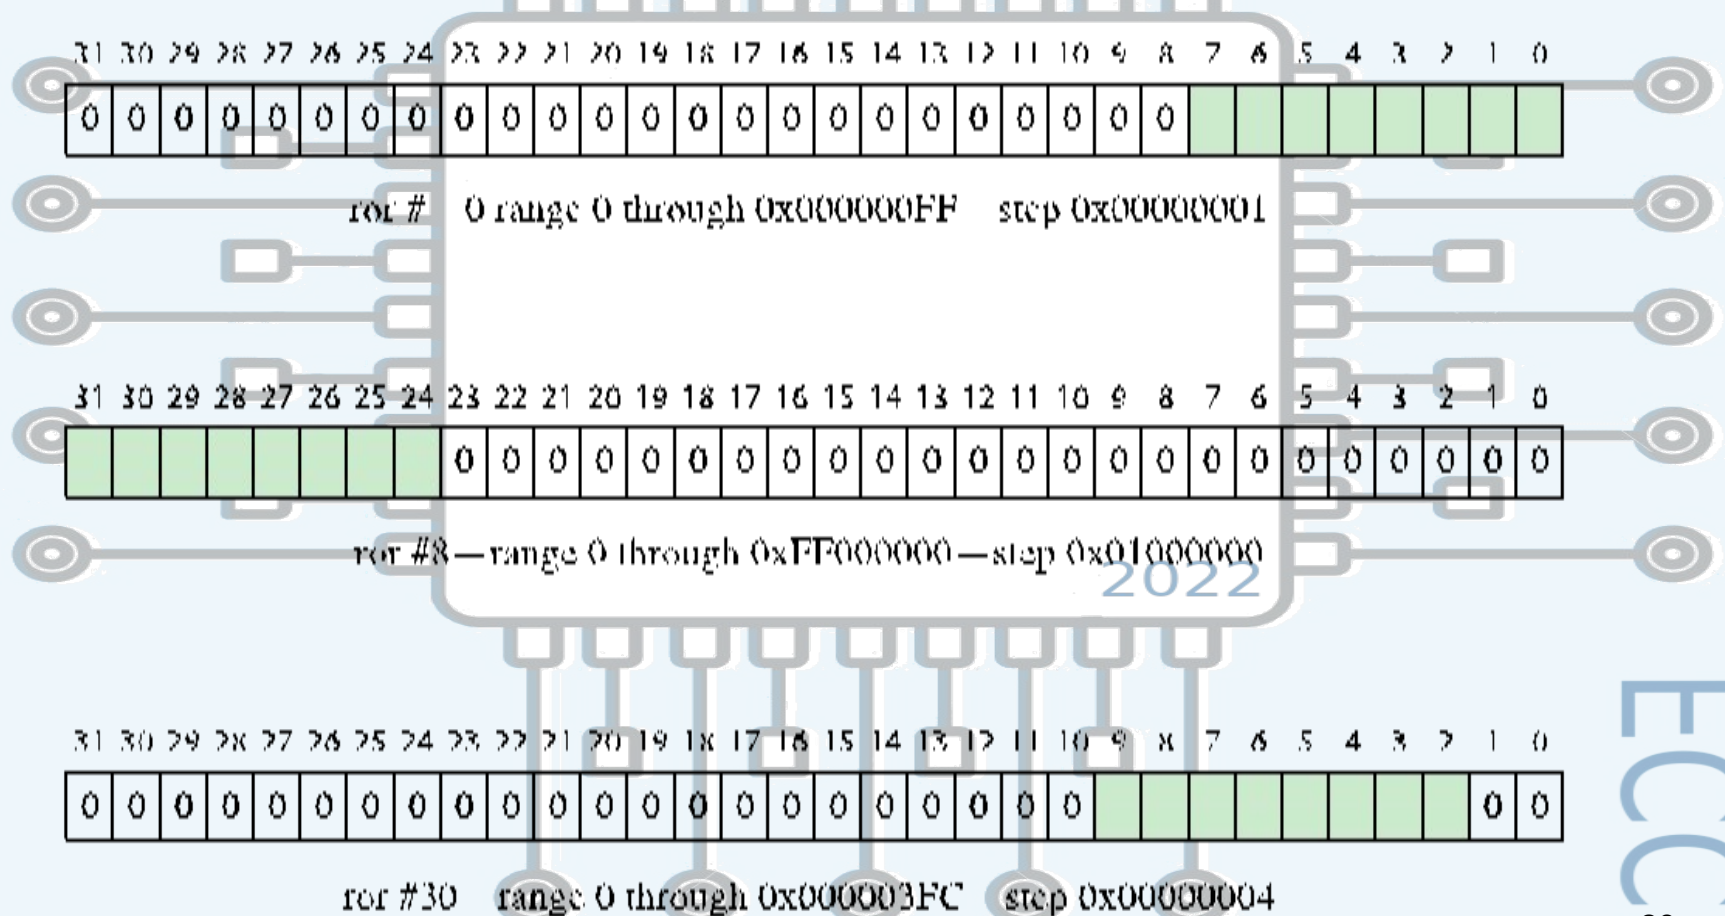 31 30 29 28 27 26 25 24 23 22 21 20 19 18 17 16 15 14 13 12 11 10 9 8 7 6 5 4 3 2 1 0
0 0 0 0 0 0 0 0 0 0 0 0 0 0 0 0 0 0 0 0 0 0 0 0
ror # 0 range 0 through 0x000000FF step 0x00000001
31 30 29 28 27 26 25 24 23 22 21 20 19 18 17 16 15 14 13 12 11 10 9 8 7 6 5 4 3 2 1 0
0 0 0 0 0 0 0 0 0 0 0 0 0 0 0 0 0 0 0 0 0 0 0 0
ror #8—range 0 through 0xFF000000—step 0x01000000
2022
31 30 29 28 27 26 25 24 23 22 21 20 19 18 17 16 15 14 13 12 11 10 9 8 7 6 5 4 3 2 1 0
0 0 0 0 0 0 0 0 0 0 0 0 0 0 0 0 0 0 0 0 0 0 0 0
ror #30 range 0 through 0x000003FC step 0x00000004
ECC